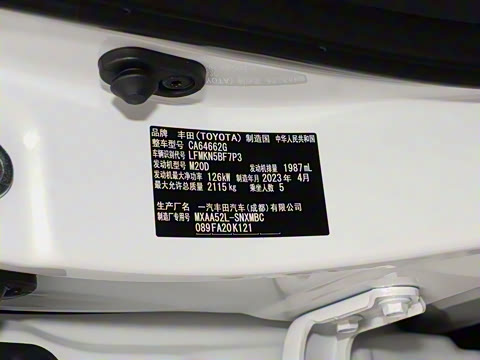 品牌 丰田(TOYOTA) 制造国 中华人民共和国
整车型号 CA64662G
车辆识别代号 LFMKN5BF7P3
发动机型号 M20D 发动机排量 1987mL
发动机最大净功率 126kW 制造年月 2023年 4月
最大允许总质量 2115kg 乘坐人数 5
生产厂名 一汽丰田汽车(成都)有限公司
制造厂专用号 MXAA52L-SNXMBC
089FA20K121